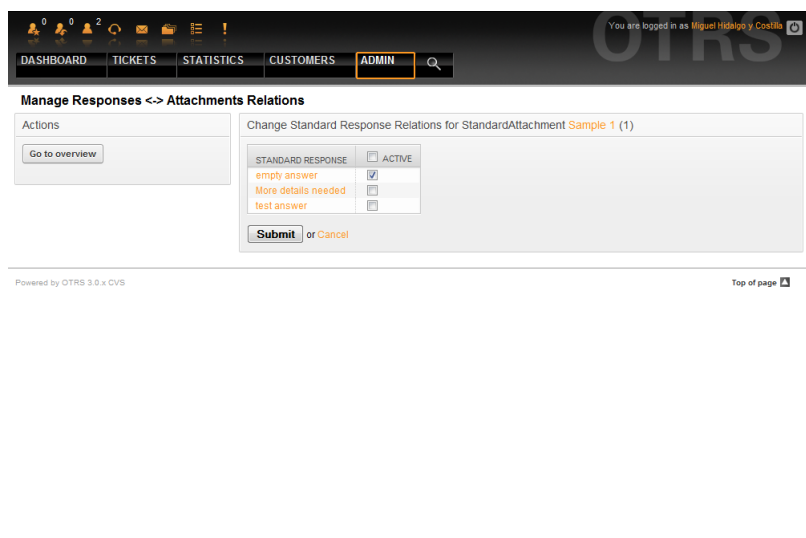 0 0 2
You are logged in as Miguel Hidalgo y Costilla
OTRS
DASHBOARD TICKETS STATISTICS CUSTOMERS ADMIN
Manage Responses <-> Attachments Relations
Actions
Go to overview
Change Standard Response Relations for StandardAttachment Sample 1 (1)
STANDARD RESPONSE ACTIVE
empty answer
More details needed
test answer
Submit or Cancel
Powered by OTRS 3.0.x CVS
Top of page